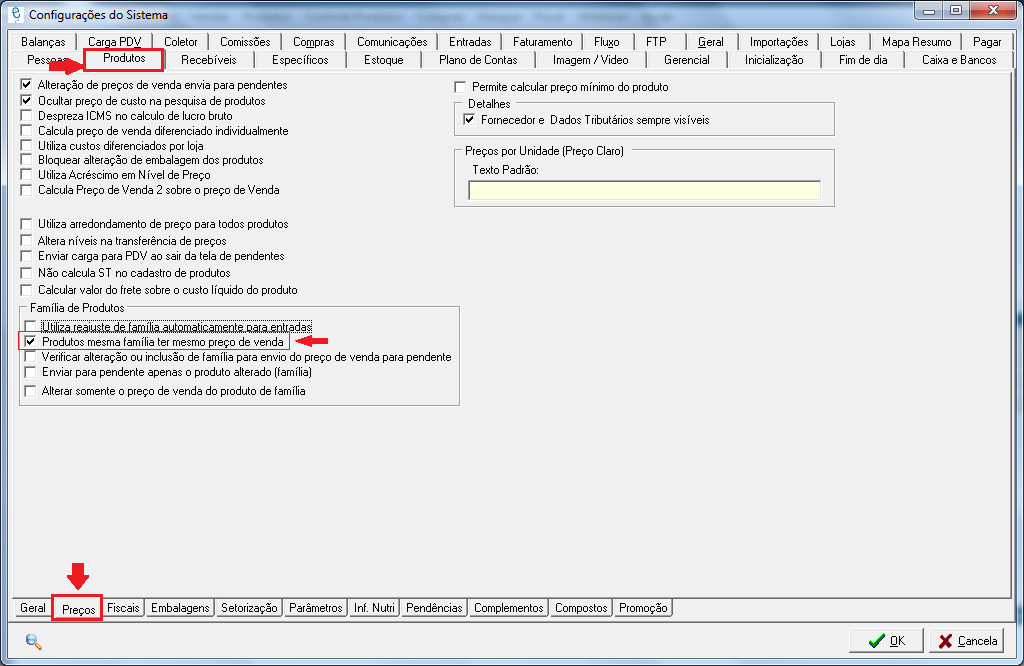 Configurações do Sistema
Balanças Carga PDV Coletor Comissões Compras Comunicações Entradas Faturamento Fluxo FTP Geral Importações Lojas Mapa Resumo Pagar
Pessoas Produtos Recebíveis Específicos Estoque Plano de Contas Imagem / Video Gerencial Inicialização Fim de dia Caixa e Bancos
Alteração de preços de venda envia para pendentes
Ocultar preço de custo na pesquisa de produtos
Despreza ICMS no calculo de lucro bruto
Calcula preço de venda diferenciado individualmente
Utiliza custos diferenciados por loja
Bloquear alteração de embalagem dos produtos
Utiliza Acréscimo em Nível de Preço
Calcula Preço de Venda 2 sobre o preço de Venda
Utiliza arredondamento de preço para todos produtos
Altera níveis na transferência de preços
Enviar carga para PDV ao sair da tela de pendentes
Não calcula ST no cadastro de produtos
Calcular valor do frete sobre o custo líquido do produto
Família de Produtos
Utiliza reajuste de família automaticamente para entradas
Produtos mesma família ter mesmo preço de venda
Verificar alteração ou inclusão de família para envio do preço de venda para pendente
Enviar para pendente apenas o produto alterado (família)
Alterar somente o preço de venda do produto de família
Permite calcular preço mínimo do produto
Detalhes
Fornecedor e Dados Tributários sempre visíveis
Preços por Unidade (Preço Claro)
Texto Padrão:
Geral Preços Fiscais Embalagens Setorização Parâmetros Inf. Nutri Pendências Complementos Compostos Promoção
OK Cancela